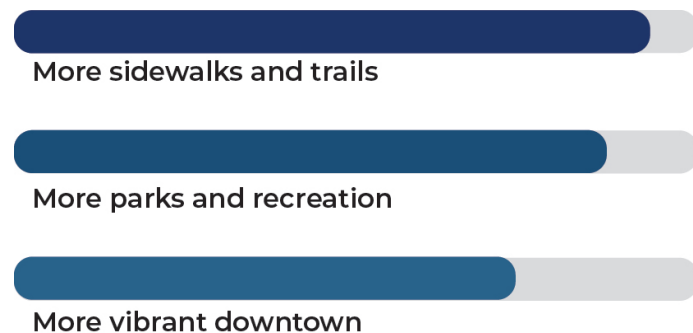 More sidewalks and trails
More parks and recreation
More vibrant downtown